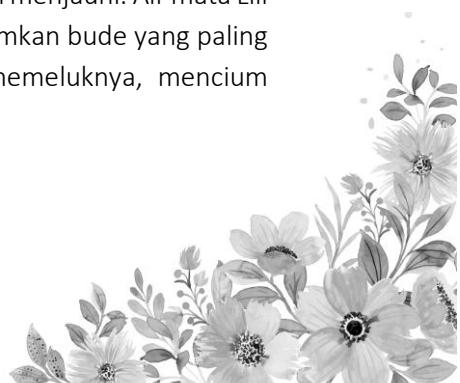 menjauhi. Air mata Lili
mkan bude yang paling
memeluknya, mencium